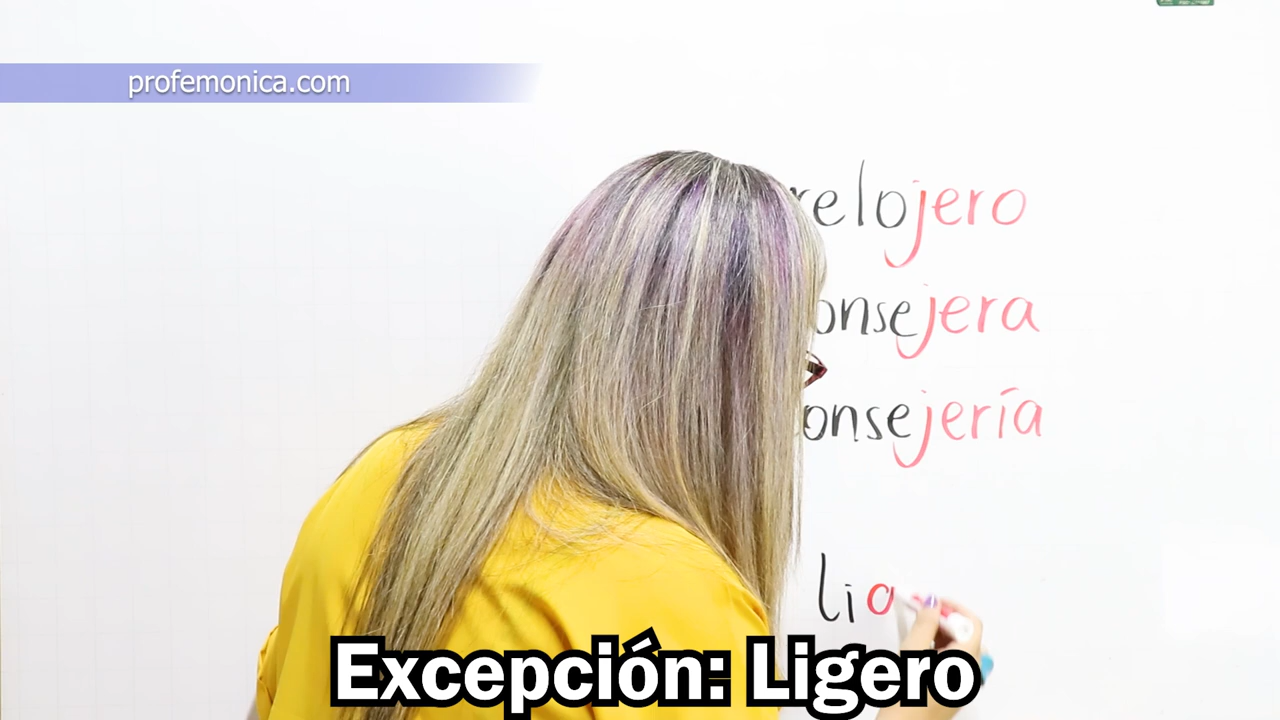 profemonica.com
relojero
onsejera
onsejería
li
Excepción: Ligero